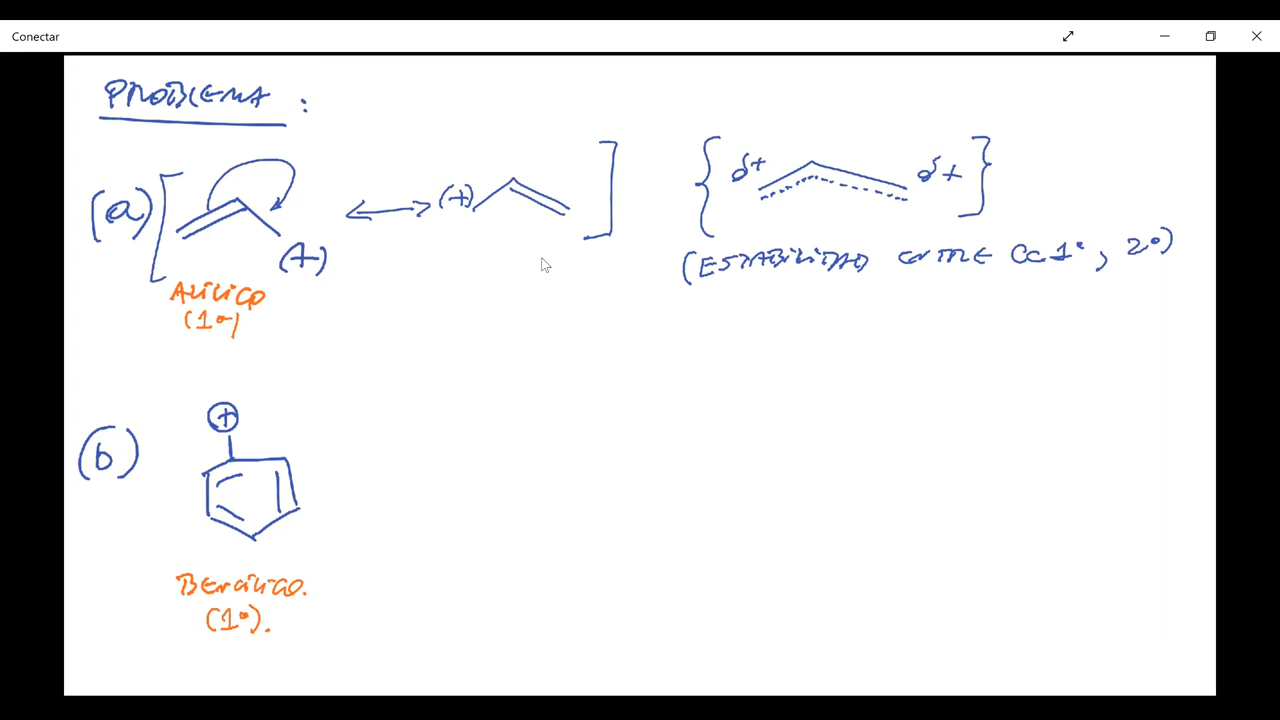 Conectar
PROBLEMA :
(a) (+) (+) δ+ δ+
(ESTABILIDAD entre CC 1°, 2°)
Alílico
(1°)
(b) +
Bencílico.
(1°).